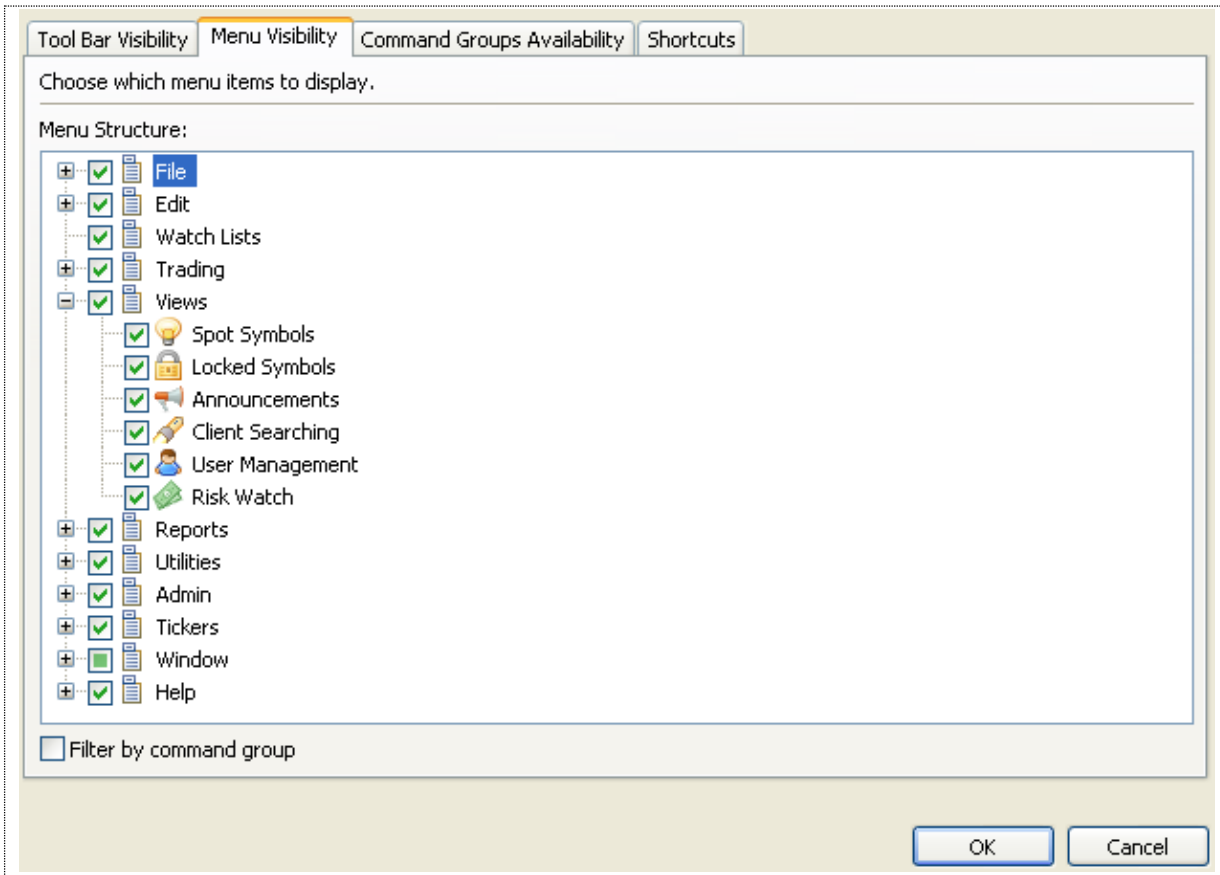 Tool Bar Visibility Menu Visibility Command Groups Availability Shortcuts
Choose which menu items to display.
Menu Structure:
File
Edit
Watch Lists
Trading
Views
Spot Symbols
Locked Symbols
Announcements
Client Searching
User Management
Risk Watch
Reports
Utilities
Admin
Tickers
Window
Help
Filter by command group
OK Cancel